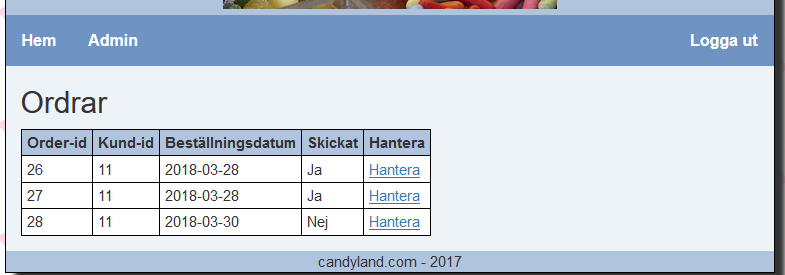 Hem Admin Logga ut
Ordrar
Order-id Kund-id Beställningsdatum Skickat Hantera
26 11 2018-03-28 Ja Hantera
27 11 2018-03-28 Ja Hantera
28 11 2018-03-30 Nej Hantera
candyland.com - 2017